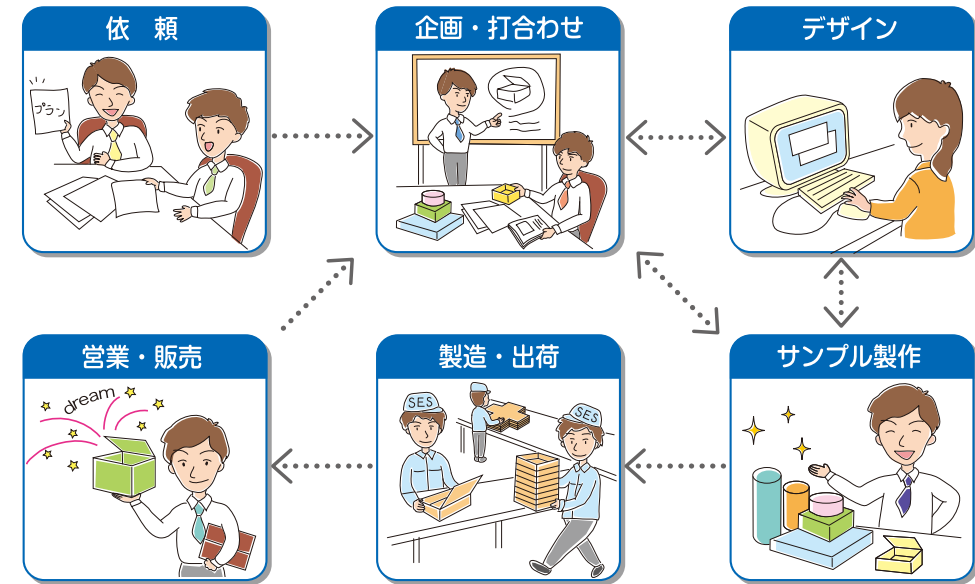 依　頼
プラン
企画・打合わせ
デザイン
営業・販売
dream
製造・出荷
SES
SES
サンプル製作